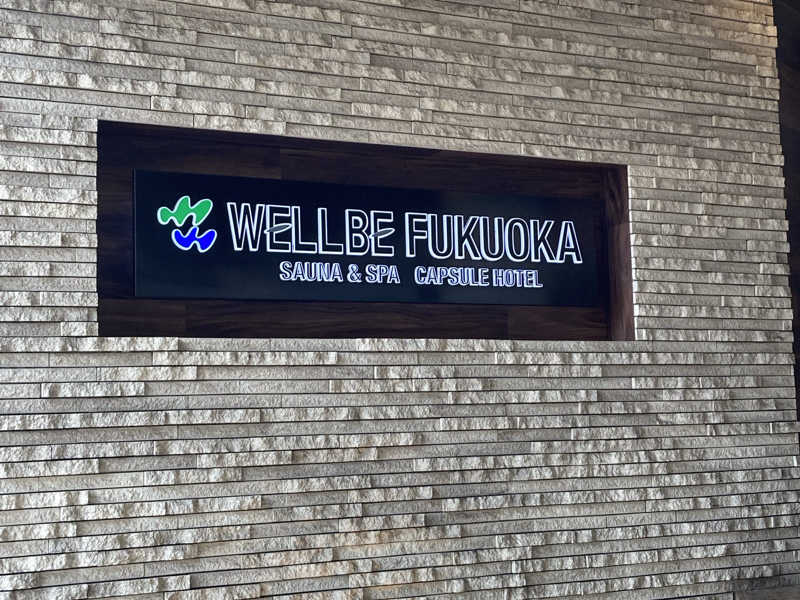 WELLBE FUKUOKA
SAUNA & SPA CAPSULE HOTEL